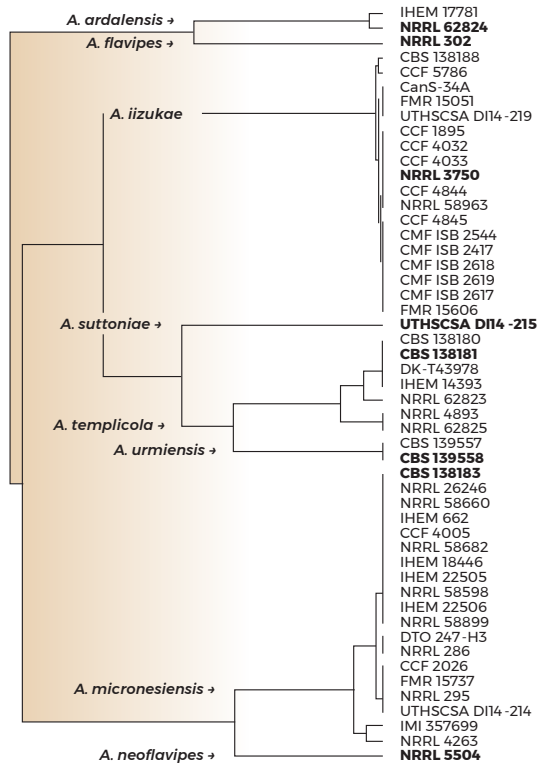 A. ardalensis →
IHEM 17781
NRRL 62824
A. flavipes →
NRRL 302
CBS 138188
CCF 5786
CanS-34A
FMR 15051
A. iizukae
UTHSCSA DI14-219
CCF 1895
CCF 4032
CCF 4033
NRRL 3750
CCF 4844
NRRL 58963
CCF 4845
CMF ISB 2544
CMF ISB 2417
CMF ISB 2618
CMF ISB 2619
CMF ISB 2617
FMR 15606
A. suttoniae →
UTHSCSA DI14 -215
CBS 138180
CBS 138181
DK-T43978
IHEM 14393
NRRL 62823
NRRL 4893
A. templicola →
NRRL 62825
CBS 139557
A. urmiensis →
CBS 139558
CBS 138183
NRRL 26246
NRRL 58660
IHEM 662
CCF 4005
NRRL 58682
IHEM 18446
IHEM 22505
NRRL 58598
IHEM 22506
NRRL 58899
DTO 247-H3
NRRL 286
CCF 2026
FMR 15737
A. micronesiensis →
NRRL 295
UTHSCSA DI14 -214
IMI 357699
NRRL 4263
A. neoflavipes →
NRRL 5504